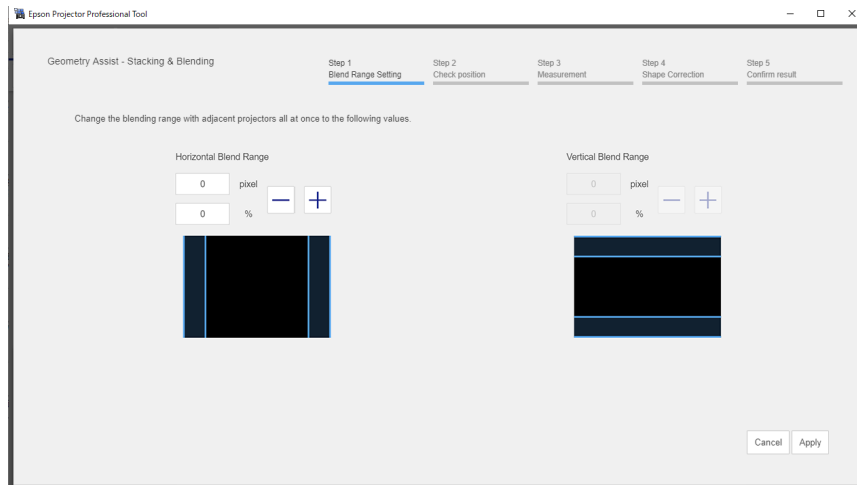 Epson Projector Professional Tool
Geometry Assist - Stacking & Blending
Step 1
Blend Range Setting
Step 2
Check position
Step 3
Measurement
Step 4
Shape Correction
Step 5
Confirm result
Change the blending range with adjacent projectors all at once to the following values.
Horizontal Blend Range
0 pixel
0 %
Vertical Blend Range
0 pixel
0 %
Cancel
Apply